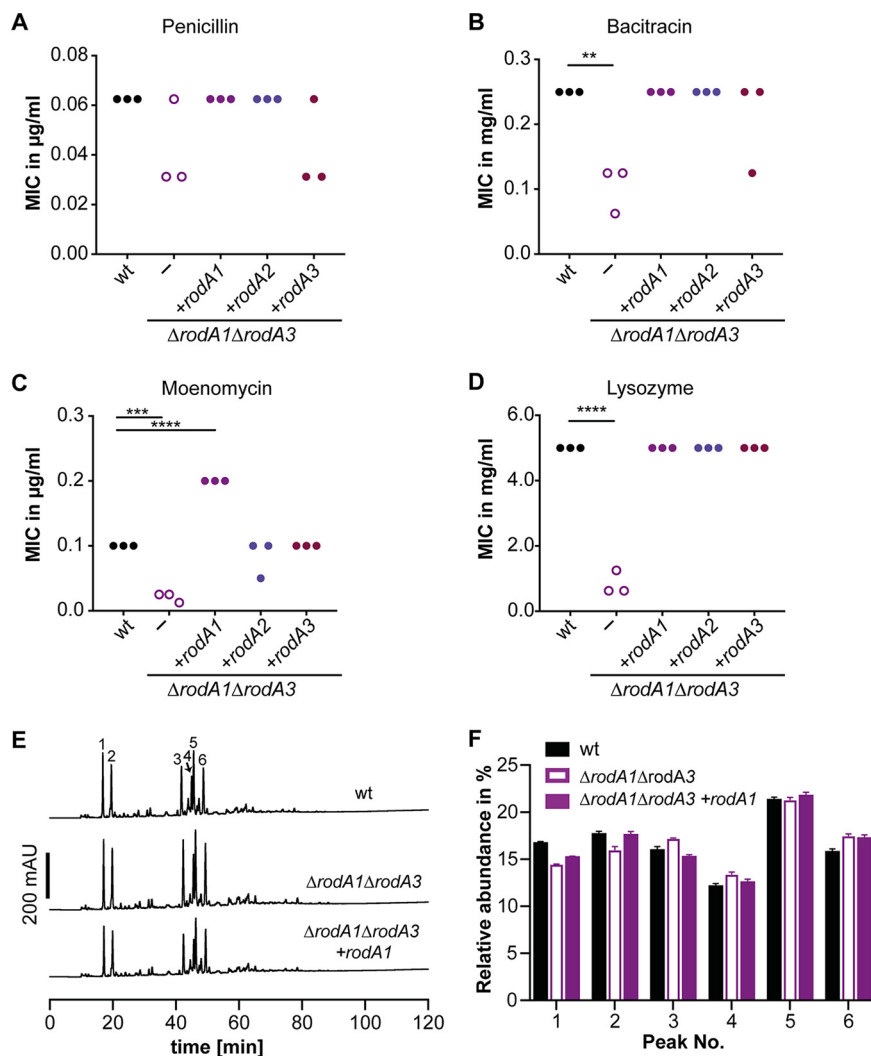 A
Penicillin
MIC in µg/ml
0.08
0.06
0.04
0.02
0.00
wt
–
+rodA1
+rodA2
+rodA3
ΔrodA1ΔrodA3
B
Bacitracin
MIC in mg/ml
0.3
0.2
0.1
0.0
**
wt
–
+rodA1
+rodA2
+rodA3
ΔrodA1ΔrodA3
C
Moenomycin
MIC in µg/ml
0.3
0.2
0.1
0.0
***
****
wt
–
+rodA1
+rodA2
+rodA3
ΔrodA1ΔrodA3
D
Lysozyme
MIC in mg/ml
6.0
4.0
2.0
0.0
****
wt
–
+rodA1
+rodA2
+rodA3
ΔrodA1ΔrodA3
E
1 2 3 4 5 6
wt
ΔrodA1ΔrodA3
ΔrodA1ΔrodA3
+rodA1
200 mAU
0 20 40 60 80 100 120
time [min]
F
wt
ΔrodA1ΔrodA3
ΔrodA1ΔrodA3 +rodA1
Relative abundance in %
25
20
15
10
5
0
1 2 3 4 5 6
Peak No.